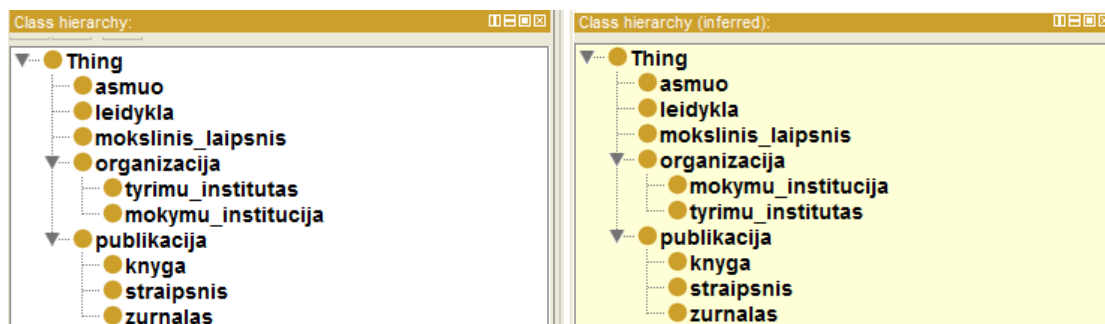 Class hierarchy:
Thing
asmuo
leidykla
mokslinis_laipsnis
organizacija
tyrimu_institutas
mokymu_institucija
publikacija
knyga
straipsnis
zurnalas
Class hierarchy (inferred):
Thing
asmuo
leidykla
mokslinis_laipsnis
organizacija
mokymu_institucija
tyrimu_institutas
publikacija
knyga
straipsnis
zurnalas